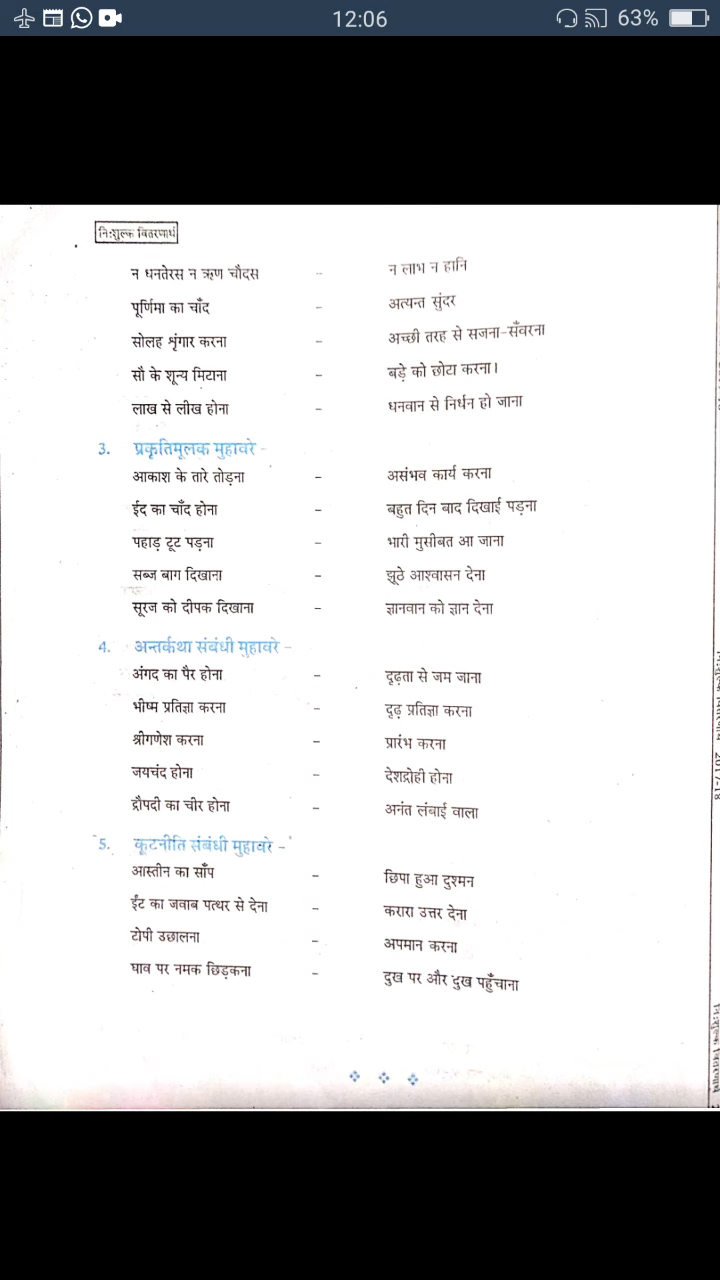 12:06 63%
नि:शुल्क वितरणार्थ
न धनतेरस न ऋण चौदस – न लाभ न हानि
पूर्णिमा का चाँद – अत्यन्त सुंदर
सोलह शृंगार करना – अच्छी तरह से सजना-सँवरना
सौ के शून्य मिटाना – बड़े को छोटा करना।
लाख से लीख होना – धनवान से निर्धन हो जाना
3. प्रकृतिमूलक मुहावरे –
आकाश के तारे तोड़ना – असंभव कार्य करना
ईद का चाँद होना – बहुत दिन बाद दिखाई पड़ना
पहाड़ टूट पड़ना – भारी मुसीबत आ जाना
सब्ज बाग दिखाना – झूठे आश्वासन देना
सूरज को दीपक दिखाना – ज्ञानवान को ज्ञान देना
4. अन्तर्कथा संबंधी मुहावरे –
अंगद का पैर होना – दृढ़ता से जम जाना
भीष्म प्रतिज्ञा करना – दृढ़ प्रतिज्ञा करना
श्रीगणेश करना – प्रारंभ करना
जयचंद होना – देशद्रोही होना
द्रौपदी का चीर होना – अनंत लंबाई वाला
5. कूटनीति संबंधी मुहावरे –
आस्तीन का साँप – छिपा हुआ दुश्मन
ईंट का जवाब पत्थर से देना – करारा उत्तर देना
टोपी उछालना – अपमान करना
घाव पर नमक छिड़कना – दुख पर और दुख पहुँचाना
नि:शुल्क वितरणार्थ